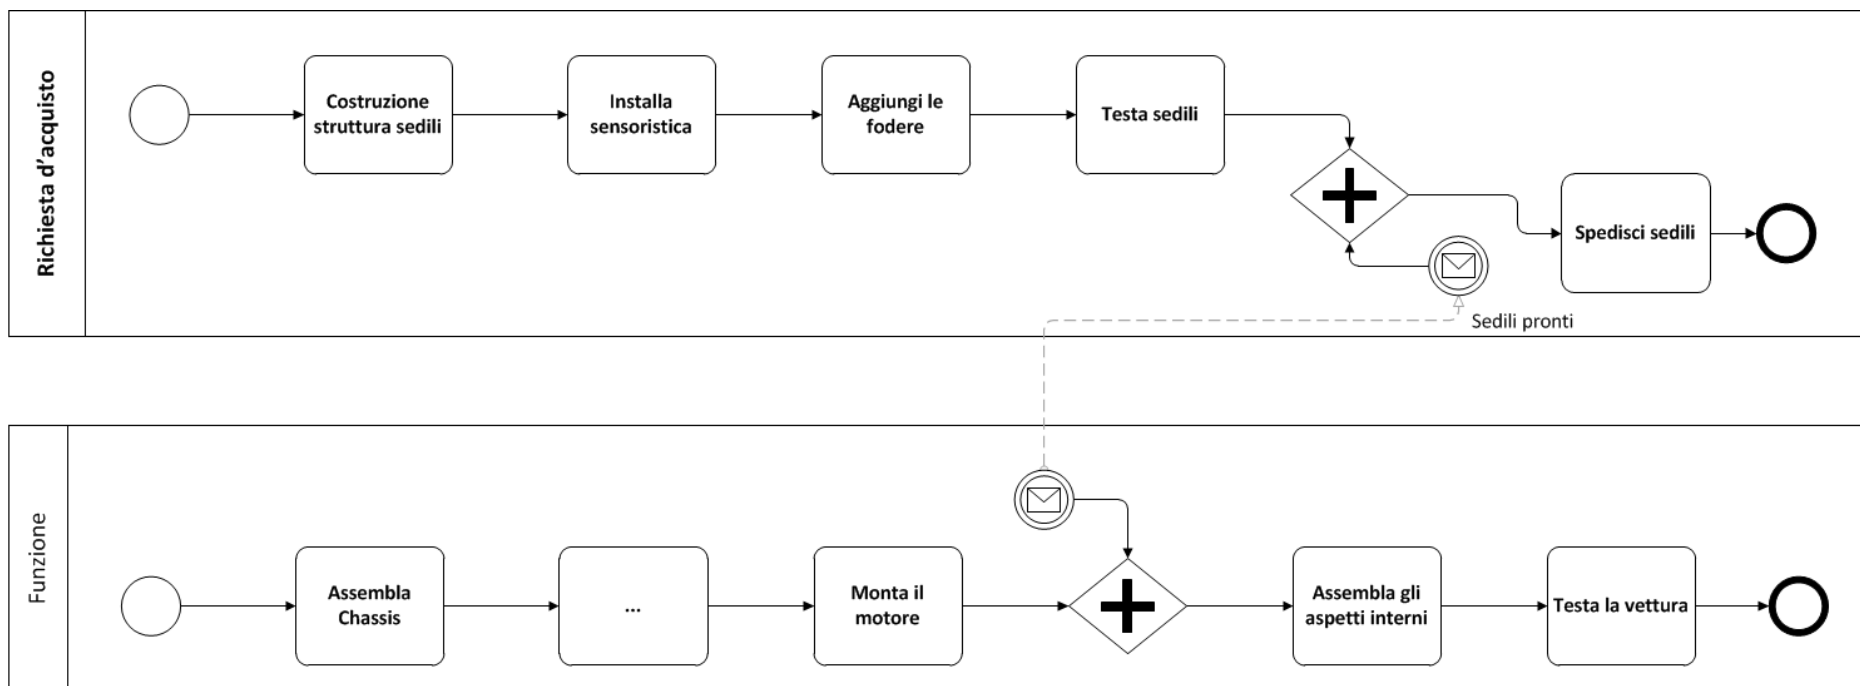 Richiesta d'acquisto
Costruzione
struttura sedili
Installa
sensoristica
Aggiungi le
fodere
Testa sedili
Spedisci sedili
Sedili pronti
Funzione
Assembla
Chassis
...
Monta il
motore
Assembla gli
aspetti interni
Testa la vettura